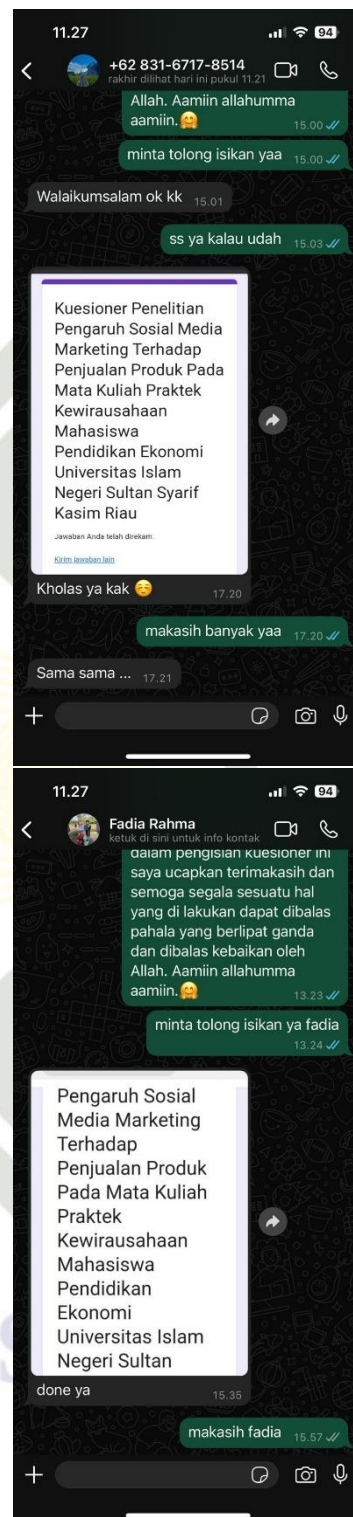 11.27
94
+62 831-6717-8514
rakhir dilihat hari ini pukul 11.21
Allah. Aamiin allahumma
aamiin.🤗
15.00
minta tolong isikan yaa 15.00
Walaikumsalam ok kk 15.01
ss ya kalau udah 15.03
Kuesioner Penelitian
Pengaruh Sosial Media
Marketing Terhadap
Penjualan Produk Pada
Mata Kuliah Praktek
Kewirausahaan
Mahasiswa
Pendidikan Ekonomi
Universitas Islam
Negeri Sultan Syarif
Kasim Riau
Jawaban Anda telah direkam.
Kirim jawaban lain
Kholas ya kak ☺️ 17.20
makasih banyak yaa 17.20
Sama sama ... 17.21
11.27
94
Fadia Rahma
ketuk di sini untuk info kontak
dalam pengisian kuesioner ini
saya ucapkan terimakasih dan
semoga segala sesuatu hal
yang di lakukan dapat dibalas
pahala yang berlipat ganda
dan dibalas kebaikan oleh
Allah. Aamiin allahumma
aamiin.🤗
13.23
minta tolong isikan ya fadia
13.24
Pengaruh Sosial
Media Marketing
Terhadap
Penjualan Produk
Pada Mata Kuliah
Praktek
Kewirausahaan
Mahasiswa
Pendidikan
Ekonomi
Universitas Islam
Negeri Sultan
done ya 15.35
makasih fadia 15.57